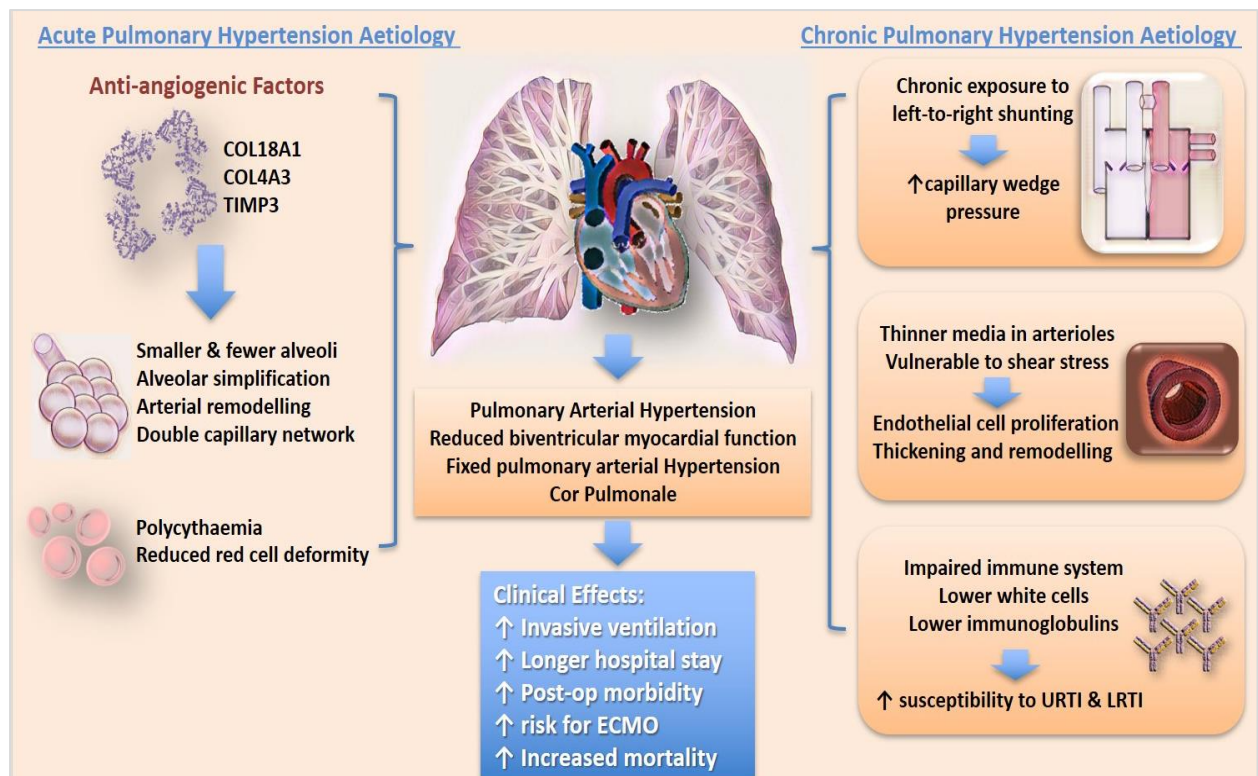 Acute Pulmonary Hypertension Aetiology
Anti-angiogenic Factors
COL18A1
COL4A3
TIMP3
Smaller & fewer alveoli
Alveolar simplification
Arterial remodelling
Double capillary network
Polycythaemia
Reduced red cell deformity
Pulmonary Arterial Hypertension
Reduced biventricular myocardial function
Fixed pulmonary arterial Hypertension
Cor Pulmonale
Clinical Effects:
↑ Invasive ventilation
↑ Longer hospital stay
↑ Post-op morbidity
↑ risk for ECMO
↑ Increased mortality
Chronic Pulmonary Hypertension Aetiology
Chronic exposure to
left-to-right shunting
↑capillary wedge
pressure
Thinner media in arterioles
Vulnerable to shear stress
Endothelial cell proliferation
Thickening and remodelling
Impaired immune system
Lower white cells
Lower immunoglobulins
↑ susceptibility to URTI & LRTI